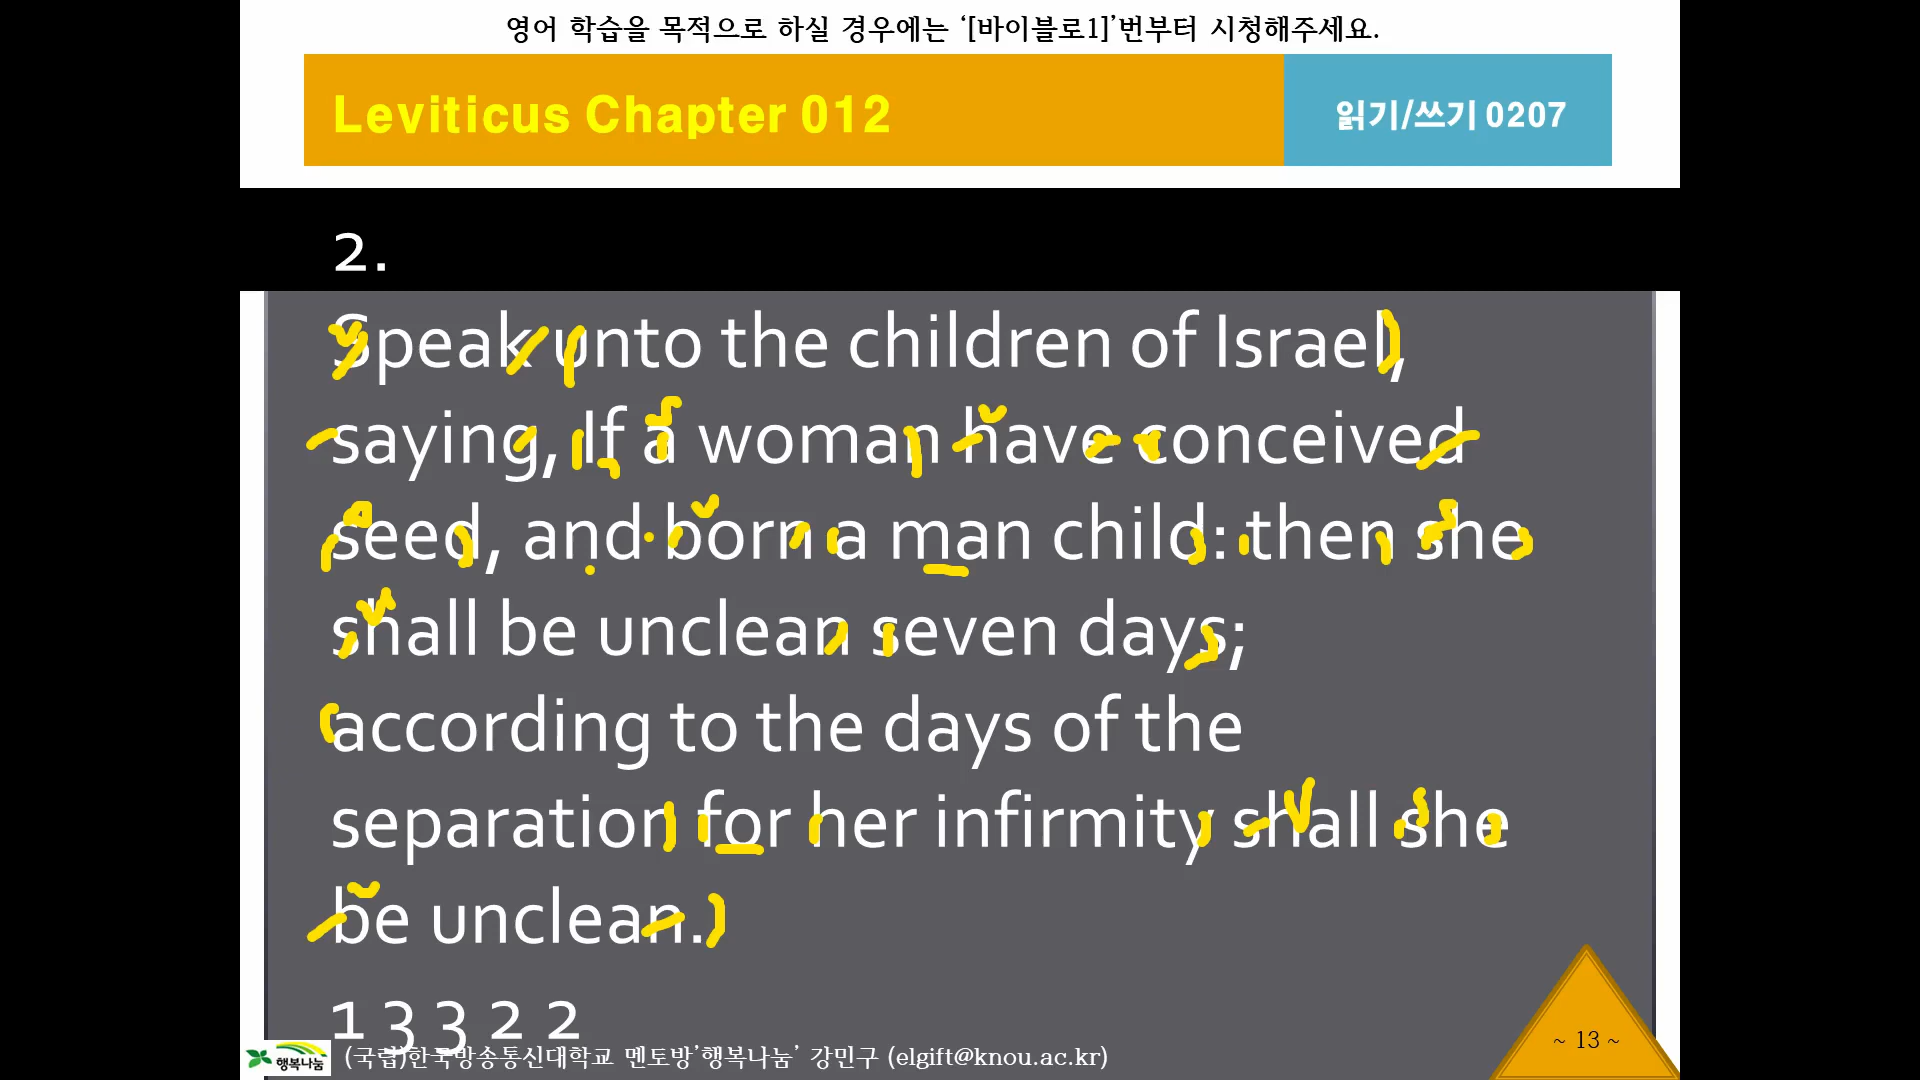 영어 학습을 목적으로 하실 경우에는 ‘[바이블로1]’번부터 시청해주세요.
Leviticus Chapter 012
읽기/쓰기 0207
2.
Speak unto the children of Israel,
saying, If a woman have conceived
seed, and born a man child: then she
shall be unclean seven days;
according to the days of the
separation for her infirmity shall she
be unclean.
1 3 3 2 2
행복나눔
(국립)한국방송통신대학교 멘토방’행복나눔’ 강민구 (elgift@knou.ac.kr)
~ 13 ~